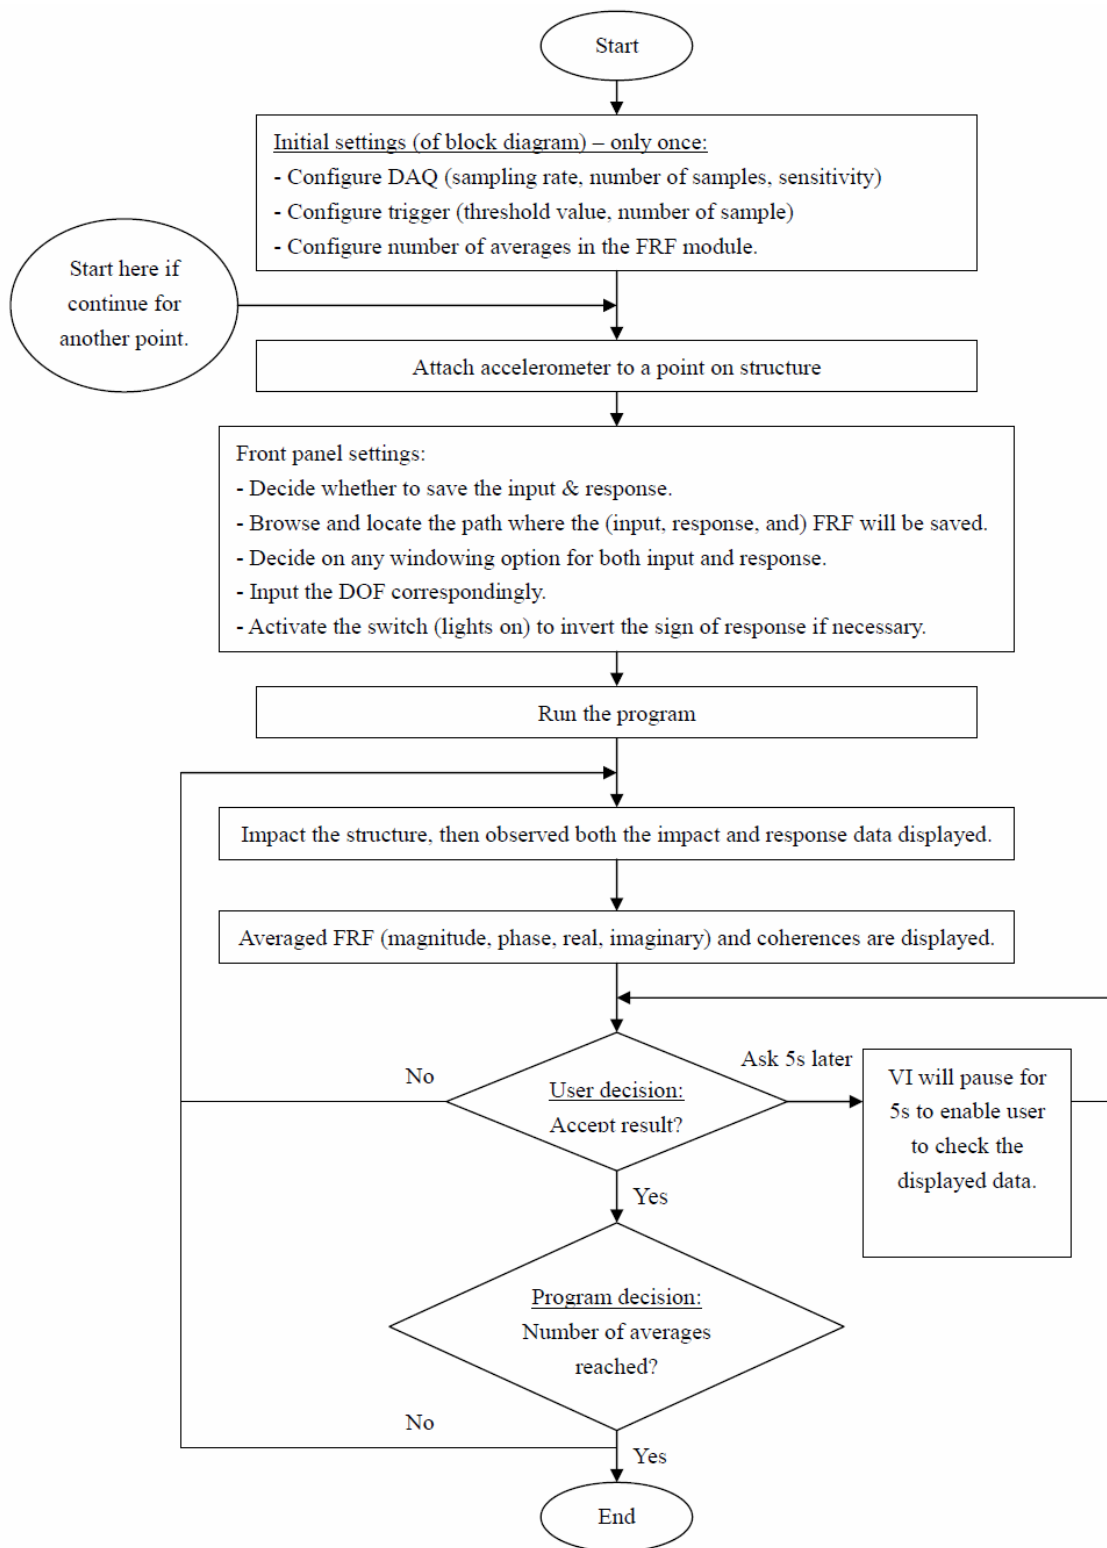 Start
Initial settings (of block diagram) – only once:
- Configure DAQ (sampling rate, number of samples, sensitivity)
- Configure trigger (threshold value, number of sample)
- Configure number of averages in the FRF module.
Start here if
continue for
another point.
Attach accelerometer to a point on structure
Front panel settings:
- Decide whether to save the input & response.
- Browse and locate the path where the (input, response, and) FRF will be saved.
- Decide on any windowing option for both input and response.
- Input the DOF correspondingly.
- Activate the switch (lights on) to invert the sign of response if necessary.
Run the program
Impact the structure, then observed both the impact and response data displayed.
Averaged FRF (magnitude, phase, real, imaginary) and coherences are displayed.
No
User decision:
Accept result?
Ask 5s later
VI will pause for
5s to enable user
to check the
displayed data.
Yes
Program decision:
Number of averages
reached?
No
Yes
End